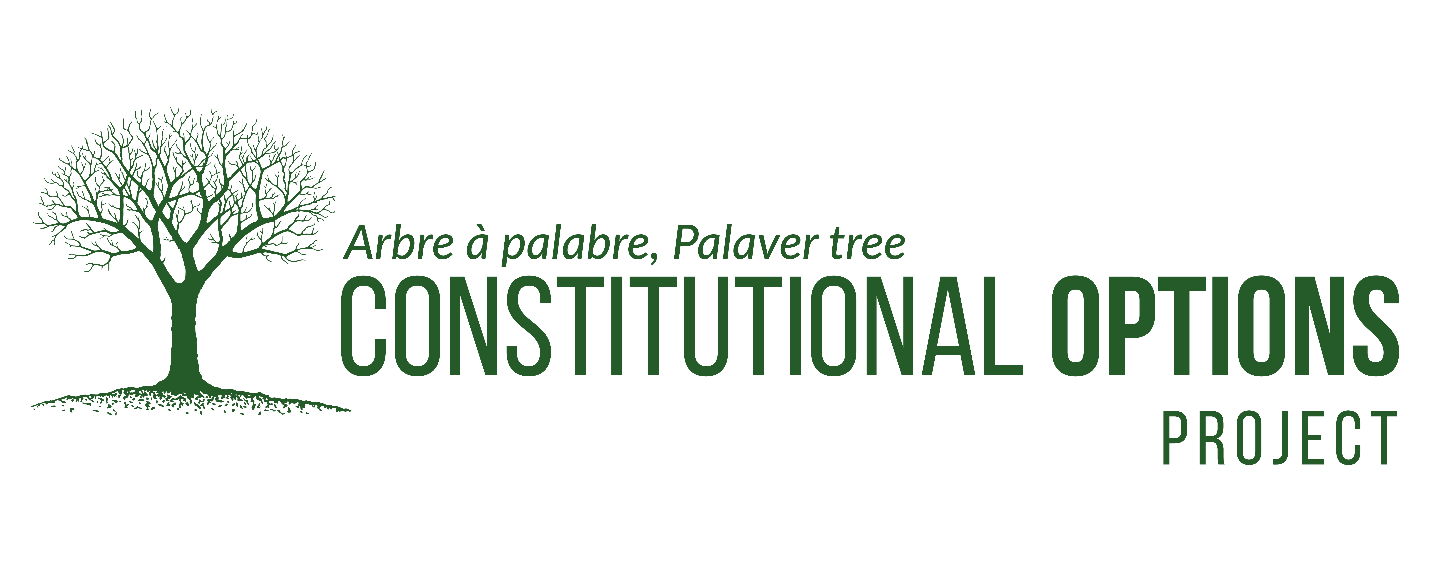 Arbre à palabre, Palaver tree
CONSTITUTIONAL OPTIONS
PROJECT